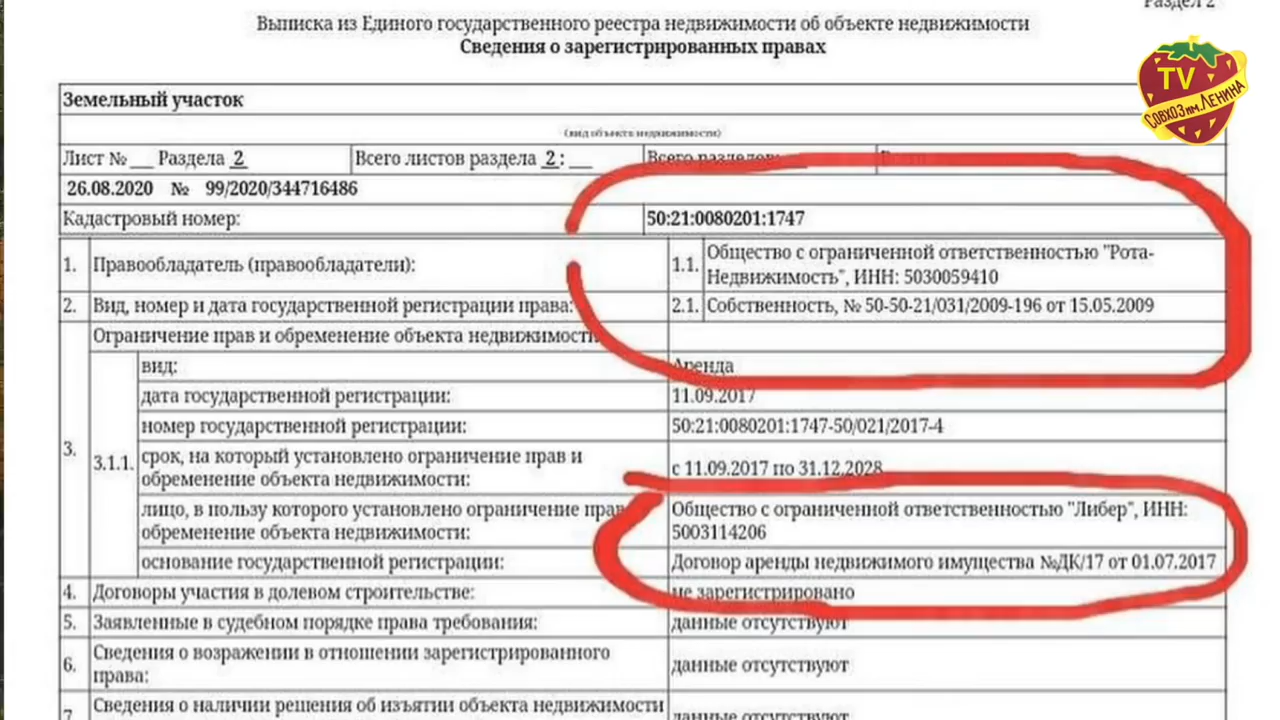 Раздел 2
Выписка из Единого государственного реестра недвижимости об объекте недвижимости
Сведения о зарегистрированных правах
TV
СОВХОЗ им. ЛЕНИНА
Земельный участок
(вид объекта недвижимости)
Лист № ___ Раздела 2 Всего листов раздела 2 : ___ Всего разделов: ___
26.08.2020 № 99/2020/344716486
Кадастровый номер: 50:21:0080201:1747
1. Правообладатель (правообладатели): 1.1. Общество с ограниченной ответственностью "Рота-
Недвижимость", ИНН: 5030059410
2. Вид, номер и дата государственной регистрации права: 2.1. Собственность, № 50-50-21/031/2009-196 от 15.05.2009
Ограничение прав и обременение объекта недвижимости
вид: Аренда
дата государственной регистрации: 11.09.2017
номер государственной регистрации: 50:21:0080201:1747-50/021/2017-4
3. 3.1.1. срок, на который установлено ограничение прав и
обременение объекта недвижимости: с 11.09.2017 по 31.12.2028
лицо, в пользу которого установлено ограничение прав Общество с ограниченной ответственностью "Либер", ИНН:
обременение объекта недвижимости: 5003114206
основание государственной регистрации: Договор аренды недвижимого имущества №ДК/17 от 01.07.2017
4. Договоры участия в долевом строительстве: не зарегистрировано
5. Заявленные в судебном порядке права требования: данные отсутствуют
6. Сведения о возражении в отношении зарегистрированного
права: данные отсутствуют
7. Сведения о наличии решения об изъятии объекта недвижимости
данные отсутствуют